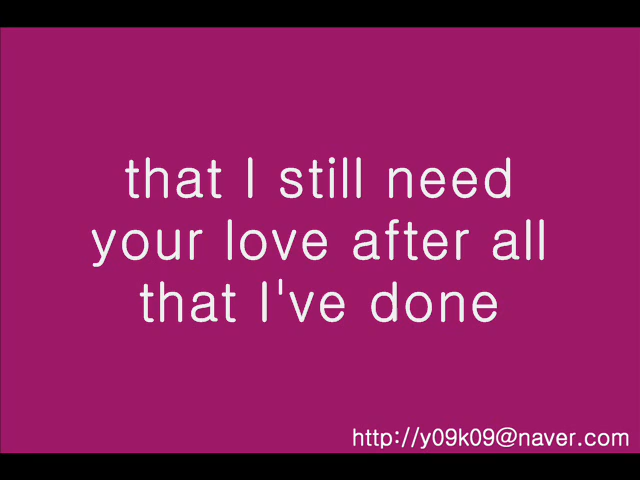 that I still need
your love after all
that I've done
http://y09k09@naver.com